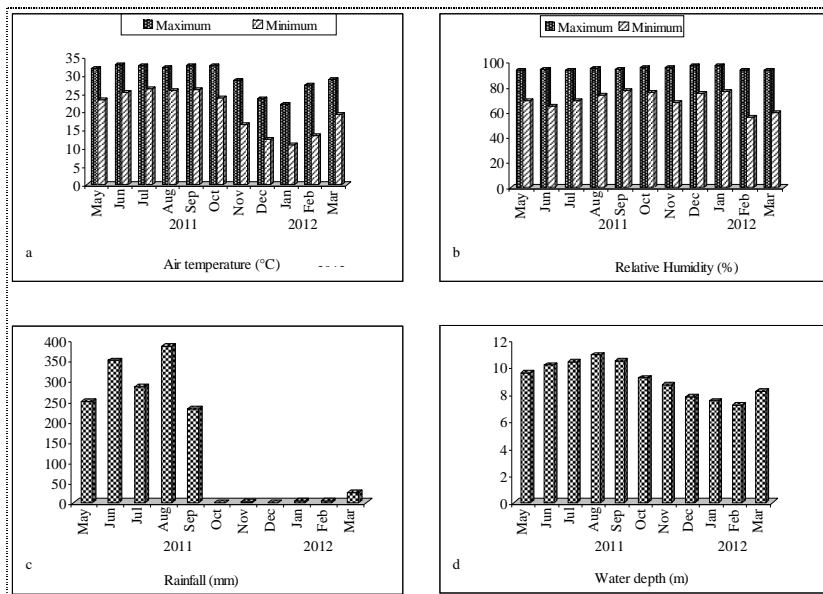 Maximum Minimum
35
30
25
20
15
10
5
0
May Jun Jul Aug Sep Oct Nov Dec Jan Feb Mar
2011 2012
a
Air temperature (°C)
Maximum Minimum
100
80
60
40
20
0
May Jun Jul Aug Sep Oct Nov Dec Jan Feb Mar
2011 2012
b
Relative Humidity (%)
400
350
300
250
200
150
100
50
0
May Jun Jul Aug Sep Oct Nov Dec Jan Feb Mar
2011 2012
c
Rainfall (mm)
12
10
8
6
4
2
0
May Jun Jul Aug Sep Oct Nov Dec Jan Feb Mar
2011 2012
d
Water depth (m)